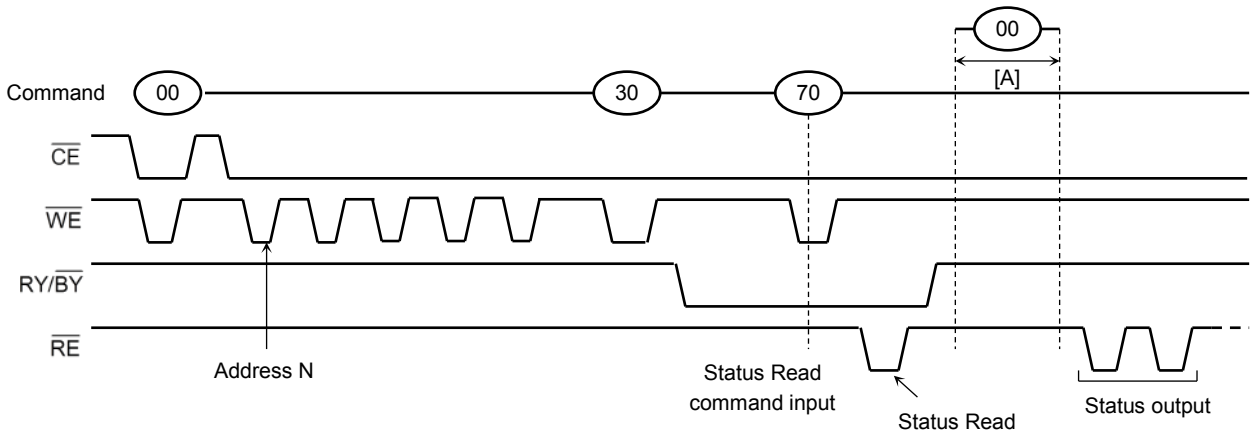 00
[A]
Command 00 30 70
CE
WE
RY/BY
RE
Address N
Status Read
command input
Status Read
Status output